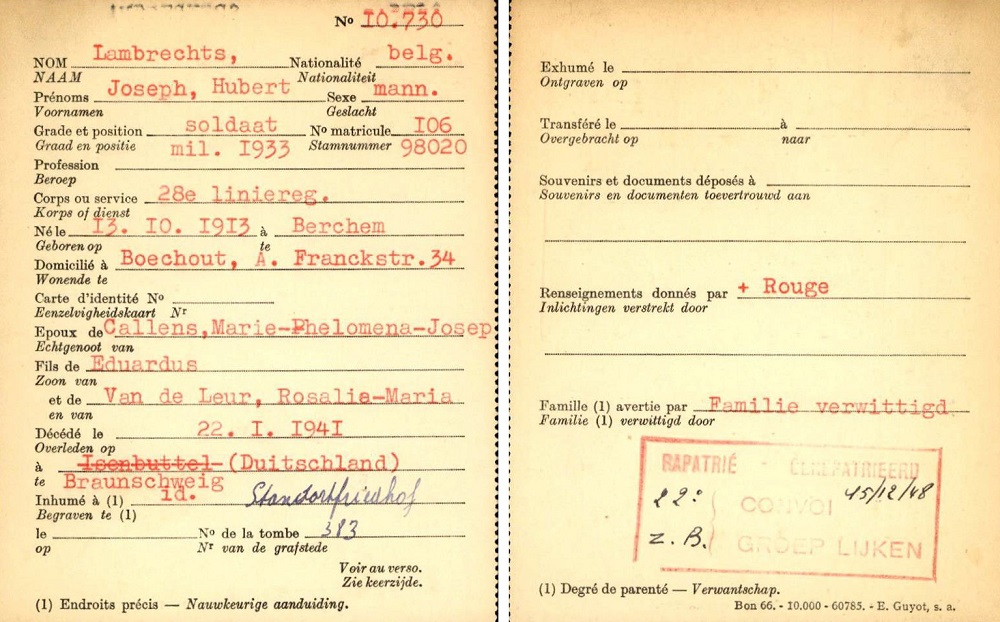 Nº 10.730
NOM Lambrechts, Nationalité belg.
NAAM Nationaliteit
Prénoms Joseph, Hubert Sexe mann.
Voornamen Geslacht
Grade et position soldaat Nº matricule 106
Graad en positie mil. 1933 Stamnummer 98020
Profession
Beroep
Corps ou service 28e liniereg.
Korps of dienst
Né le 13. 10. 1913 à Berchem
Geboren op te
Domicilié à Boechout, A. Franckstr.34
Wonende te
Carte d'identité Nº
Eenzelvigheidskaart Nr
Epoux de Callens,Marie-Phelomena-Josep
Echtgenoot van
Fils de Eduardus
Zoon van
et de Van de Leur, Rosalie-Maria
en van
Décédé le 22. I. 1941
Overleden op
à Isenbuttel (Duitschland)
te Braunschweig
Inhumé à (1) id. Standortfriedhof
Begraven te (1)
le Nº de la tombe 383
op Nr van de grafstede
Voir au verso.
Zie keerzijde.
(1) Endroits précis — Nauwkeurige aanduiding.
Exhumé le
Ontgraven op
Transféré le à
Overgebracht op naar
Souvenirs et documents déposés à
Souvenirs en documenten toevertrouwd aan
Renseignements donnés par + Rouge
Inlichtingen verstrekt door
Famille (1) avertie par Familie verwittigd
Familie (1) verwittigd door
RAPATRIÉ - GEREPATRIEERD
22e CONVOI 15/12/48
Z. B. GROEP LIJKEN
(1) Degré de parenté — Verwantschap.
Bon 66. - 10.000 - 60785. - E. Guyot, s. a.